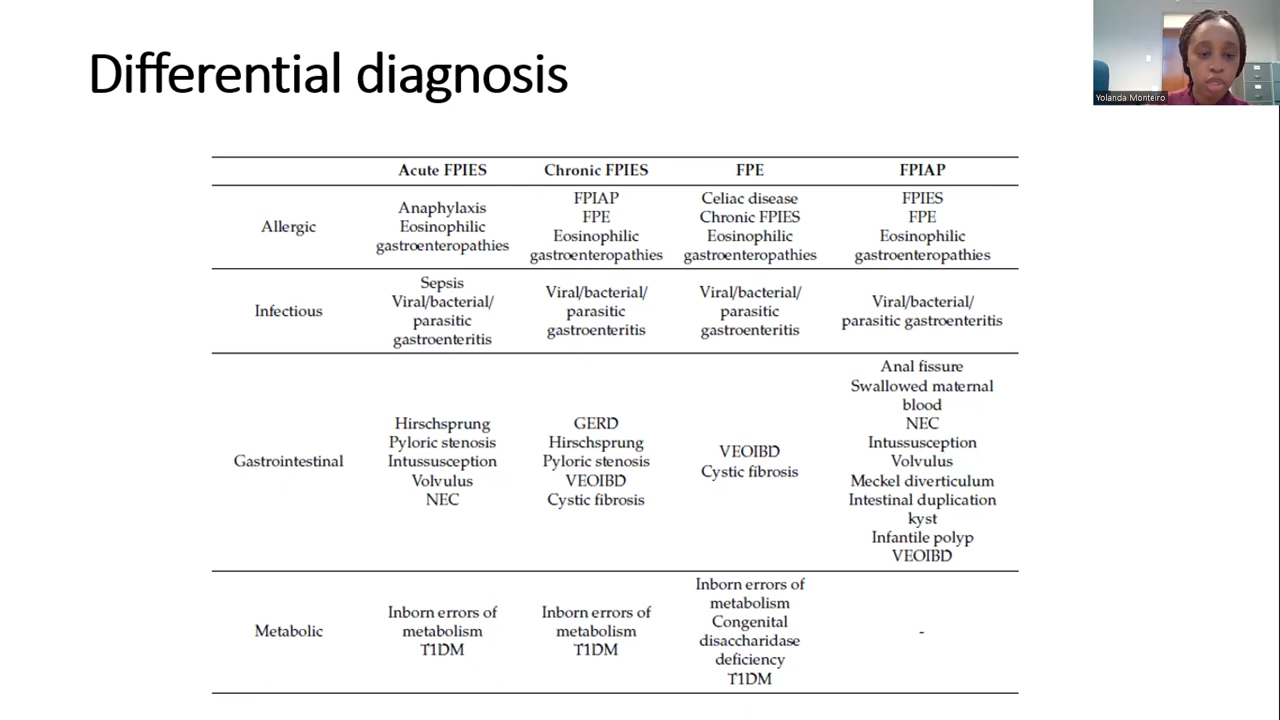 Differential diagnosis
Yolanda Monteiro
Acute FPIES Chronic FPIES FPE FPIAP
Allergic
Anaphylaxis
Eosinophilic
gastroenteropathies
FPIAP
FPE
Eosinophilic
gastroenteropathies
Celiac disease
Chronic FPIES
Eosinophilic
gastroenteropathies
FPIES
FPE
Eosinophilic
gastroenteropathies
Infectious
Sepsis
Viral/bacterial/
parasitic
gastroenteritis
Viral/bacterial/
parasitic
gastroenteritis
Viral/bacterial/
parasitic
gastroenteritis
Viral/bacterial/
parasitic gastroenteritis
Gastrointestinal
Hirschsprung
Pyloric stenosis
Intussusception
Volvulus
NEC
GERD
Hirschsprung
Pyloric stenosis
VEOIBD
Cystic fibrosis
VEOIBD
Cystic fibrosis
Anal fissure
Swallowed maternal
blood
NEC
Intussusception
Volvulus
Meckel diverticulum
Intestinal duplication
kyst
Infantile polyp
VEOIBD
Metabolic
Inborn errors of
metabolism
T1DM
Inborn errors of
metabolism
T1DM
Inborn errors of
metabolism
Congenital
disaccharidase
deficiency
T1DM
-